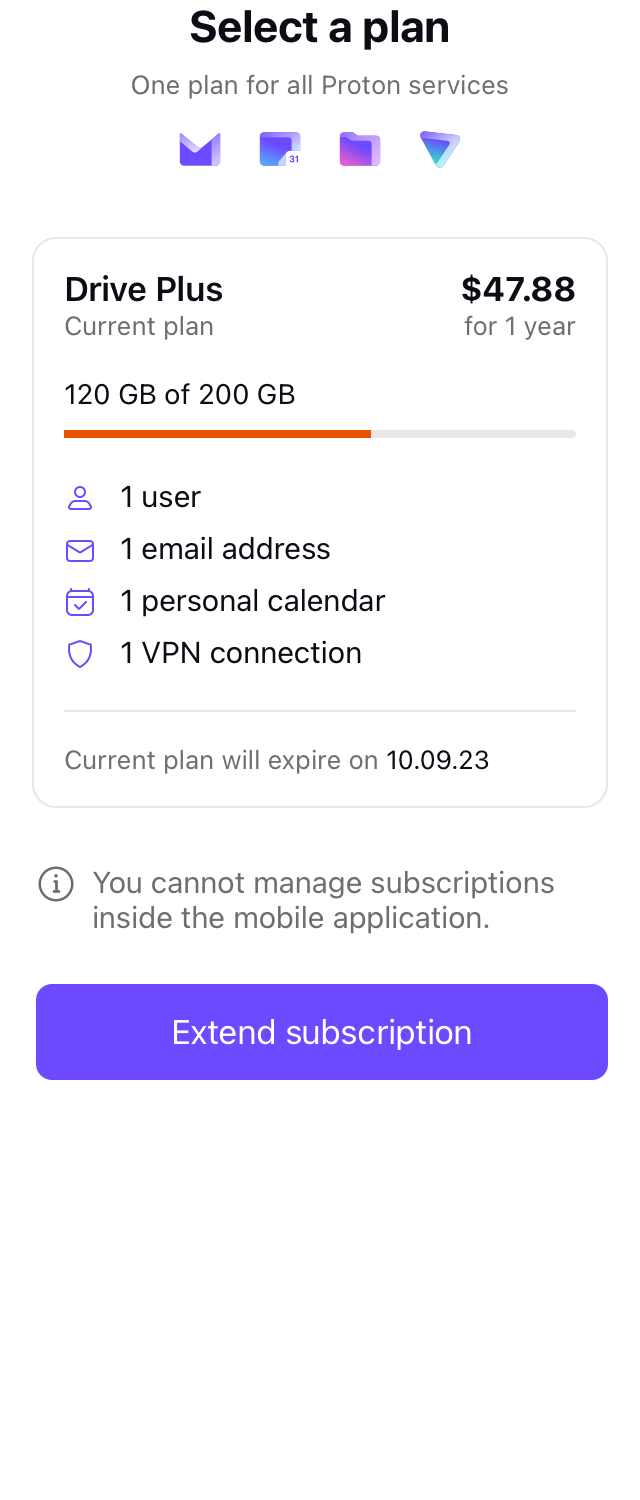 Select a plan
One plan for all Proton services
31
Drive Plus
$47.88
Current plan
for 1 year
120 GB of 200 GB
1 user
1 email address
1 personal calendar
1 VPN connection
Current plan will expire on 10.09.23
You cannot manage subscriptions
inside the mobile application.
Extend subscription